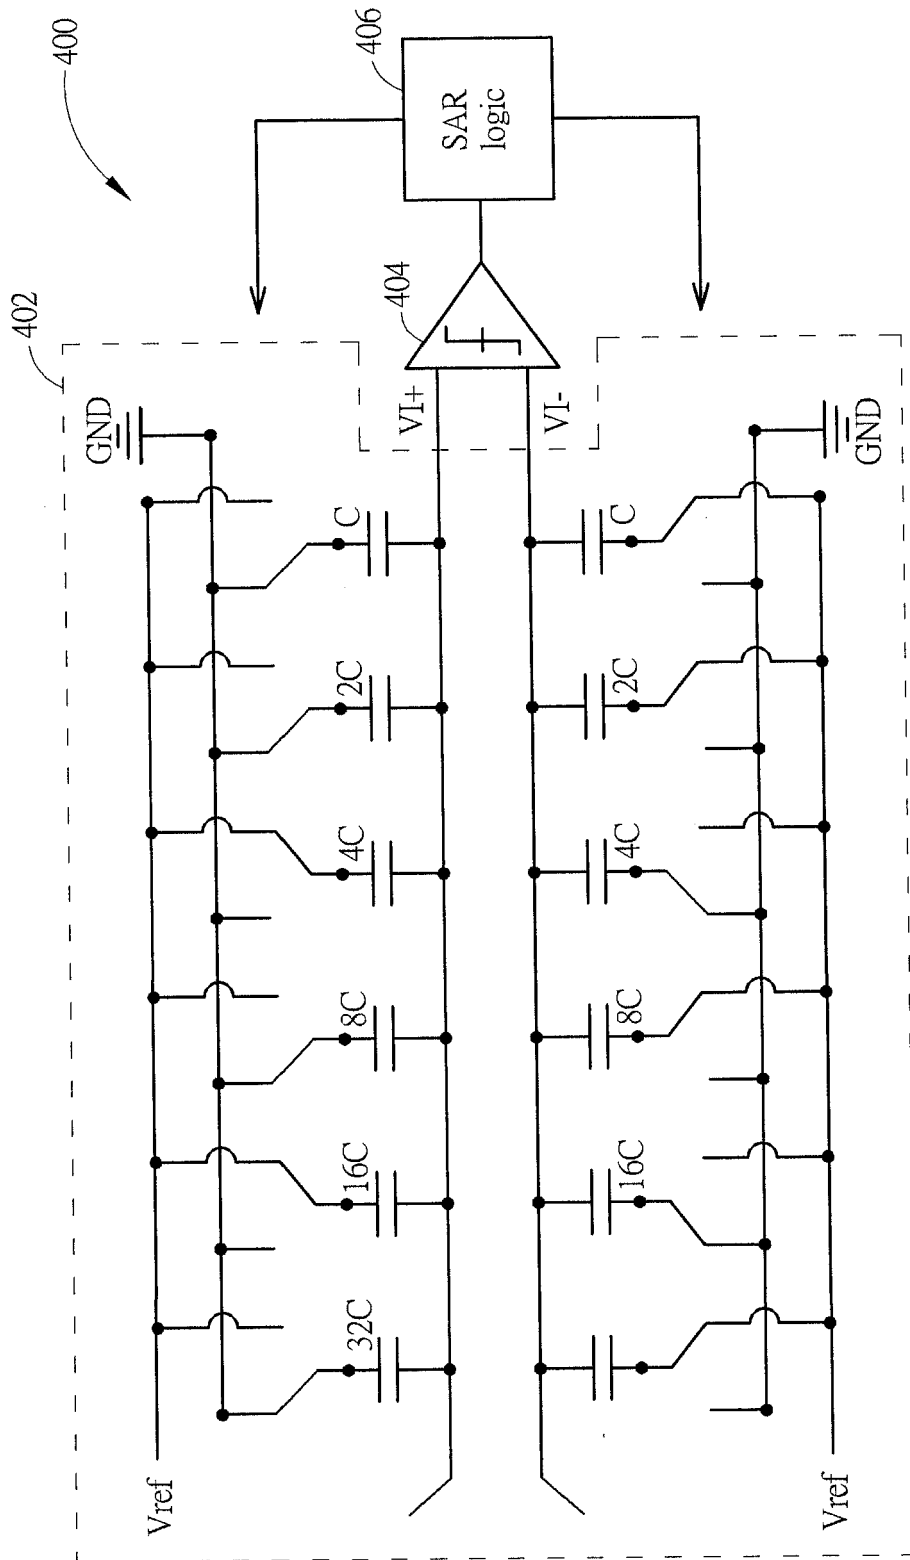 400
402
406
SAR
logic
404
GND
VI+
VI-
GND
C
2C
4C
8C
16C
32C
C
2C
4C
8C
16C
Vref
Vref